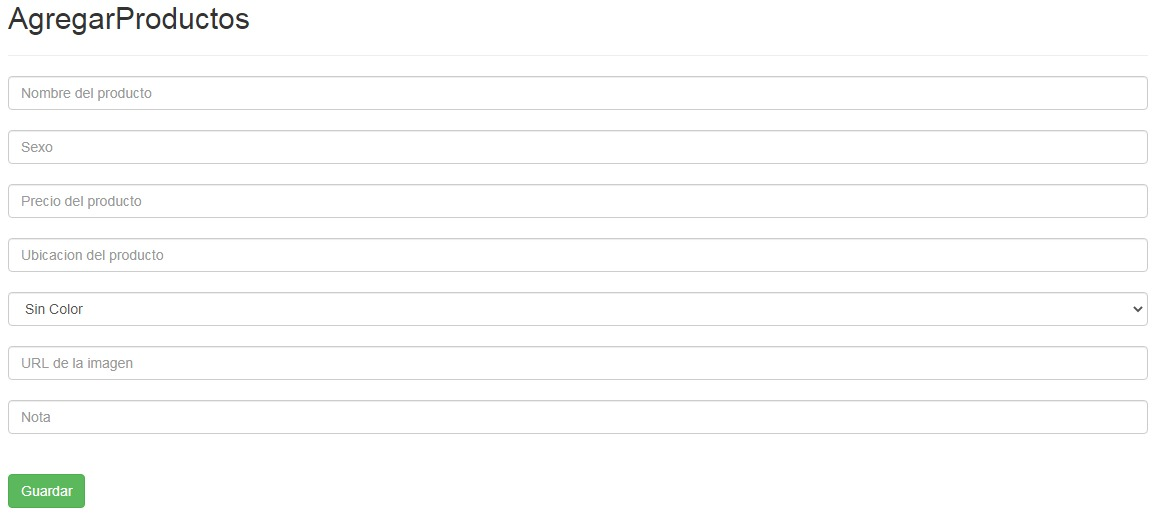 AgregarProductos
Nombre del producto
Sexo
Precio del producto
Ubicacion del producto
Sin Color
URL de la imagen
Nota
Guardar